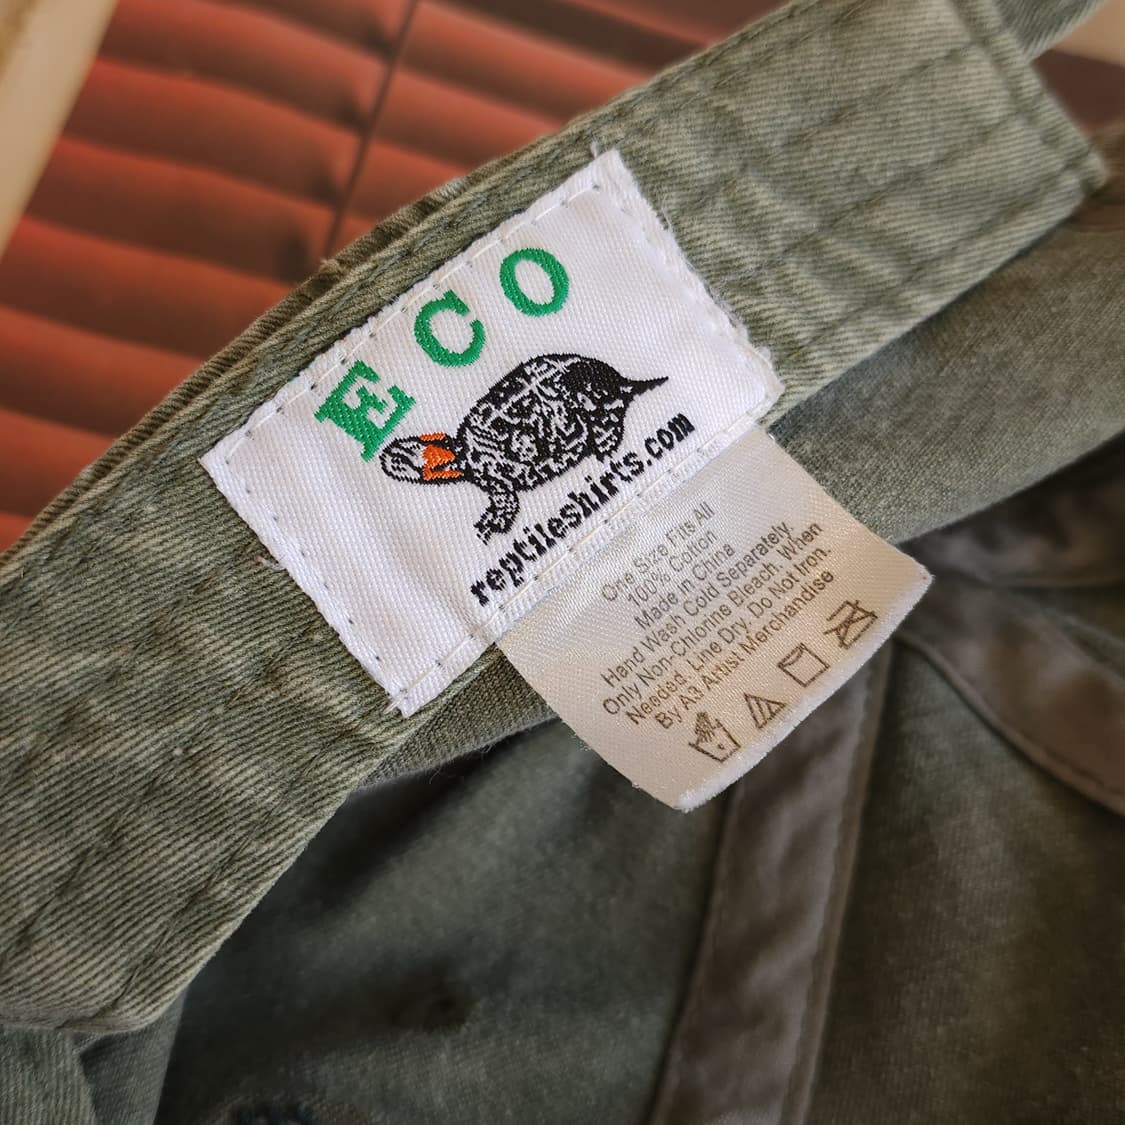 ECO
reptileshirts.com
One Size Fits All
100% Cotton
Made in China
Hand Wash Cold Separately.
Only Non-Chlorine Bleach. When
Needed. Line Dry. Do Not Iron.
By A3 Artist Merchandise